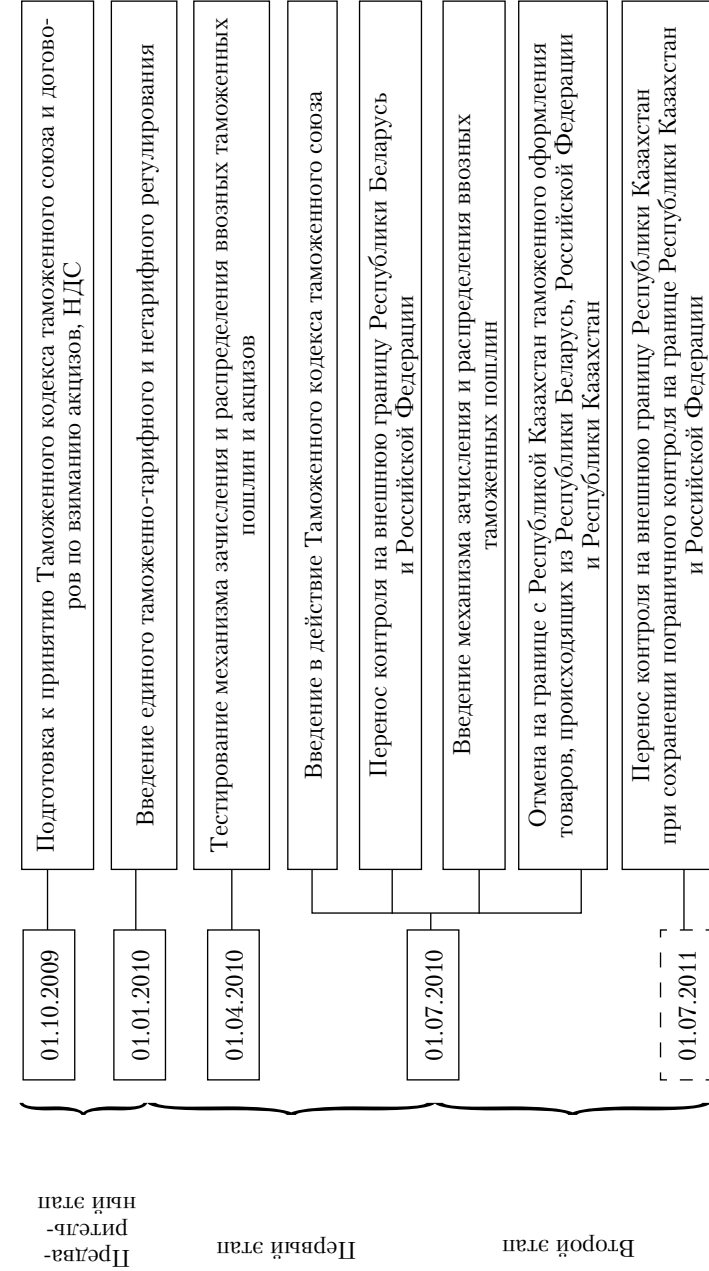 Предва-
ритель-
ный этап
01.10.2009
Подготовка к принятию Таможенного кодекса таможенного союза и догово-
ров по взиманию акцизов, НДС
01.01.2010
Введение единого таможенно-тарифного и нетарифного регулирования
Первый этап
01.04.2010
Тестирование механизма зачисления и распределения ввозных таможенных
пошлин и акцизов
01.07.2010
Введение в действие Таможенного кодекса таможенного союза
Перенос контроля на внешнюю границу Республики Беларусь
и Российской Федерации
Введение механизма зачисления и распределения ввозных
таможенных пошлин
Отмена на границе с Республикой Казахстан таможенного оформления
товаров, происходящих из Республики Беларусь, Российской Федерации
и Республики Казахстан
Второй этап
01.07.2011
Перенос контроля на внешнюю границу Республики Казахстан
при сохранении пограничного контроля на границе Республики Казахстан
и Российской Федерации